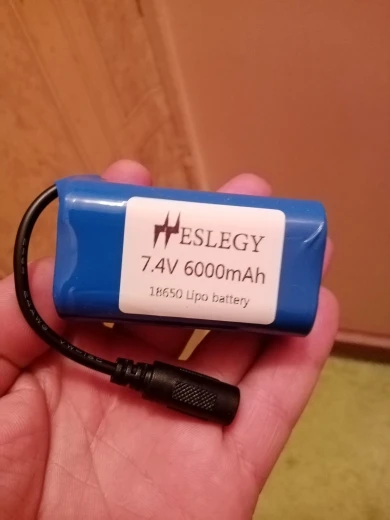 HESLEGY
7.4V 6000mAh
18650 Lipo battery